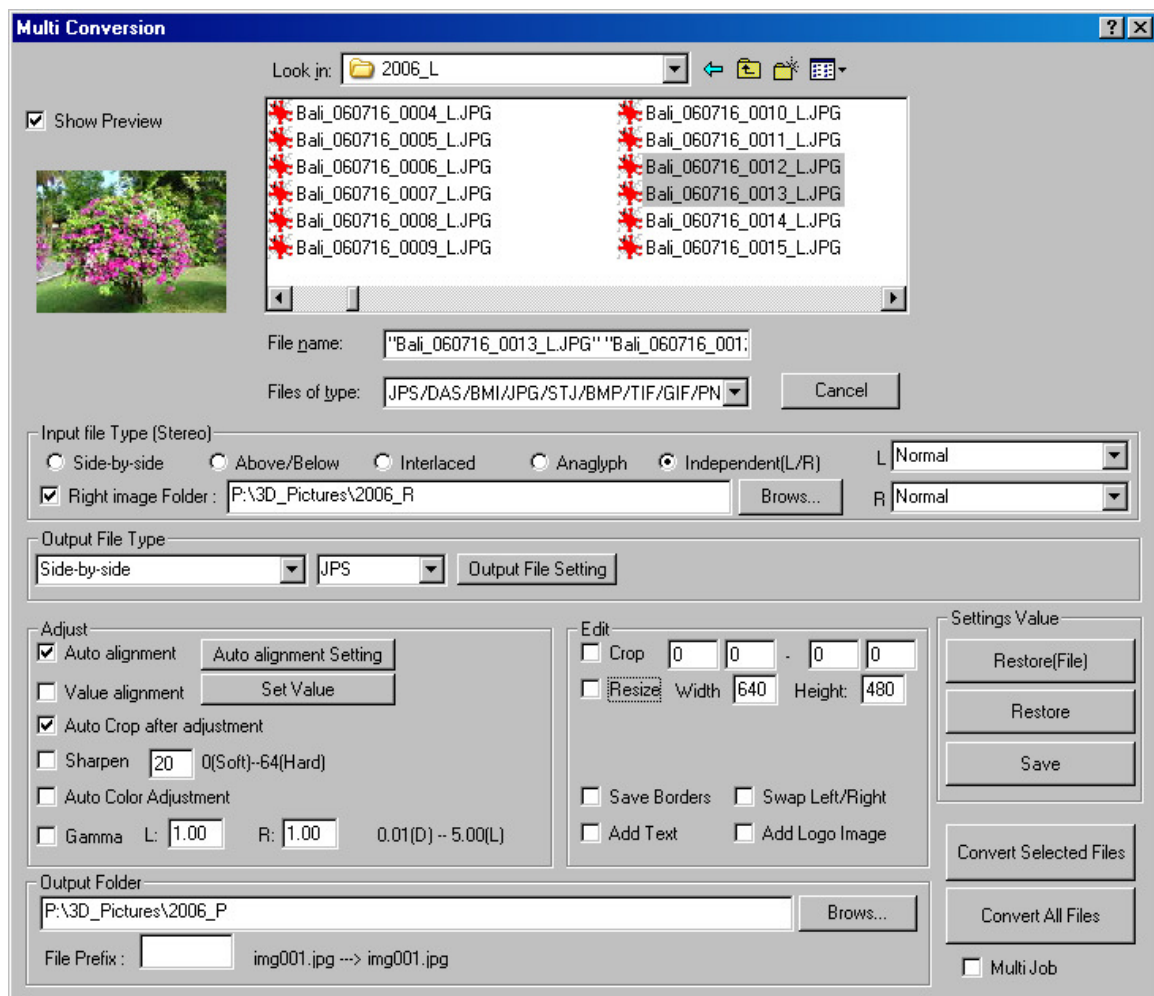 Multi Conversion
Look in: 2006_L
Show Preview
Bali_060716_0004_L.JPG
Bali_060716_0005_L.JPG
Bali_060716_0006_L.JPG
Bali_060716_0007_L.JPG
Bali_060716_0008_L.JPG
Bali_060716_0009_L.JPG
Bali_060716_0010_L.JPG
Bali_060716_0011_L.JPG
Bali_060716_0012_L.JPG
Bali_060716_0013_L.JPG
Bali_060716_0014_L.JPG
Bali_060716_0015_L.JPG
File name: "Bali_060716_0013_L.JPG" "Bali_060716_001
Files of type: JPS/DAS/BMI/JPG/STJ/BMP/TIF/GIF/PN
Cancel
Input file Type (Stereo)
Side-by-side Above/Below Interlaced Anaglyph Independent(L/R) L Normal
Right image Folder : P:\3D_Pictures\2006_R Brows... R Normal
Output File Type
Side-by-side JPS Output File Setting
Adjust
Auto alignment Auto alignment Setting
Value alignment Set Value
Auto Crop after adjustment
Sharpen 20 0(Soft)--64(Hard)
Auto Color Adjustment
Gamma L: 1.00 R: 1.00 0.01(D) -- 5.00(L)
Edit
Crop 0 0 - 0 0
Resize Width 640 Height: 480
Save Borders Swap Left/Right
Add Text Add Logo Image
Settings Value
Restore(File)
Restore
Save
Convert Selected Files
Convert All Files
Multi Job
Output Folder
P:\3D_Pictures\2006_P Brows...
File Prefix : img001.jpg ---> img001.jpg